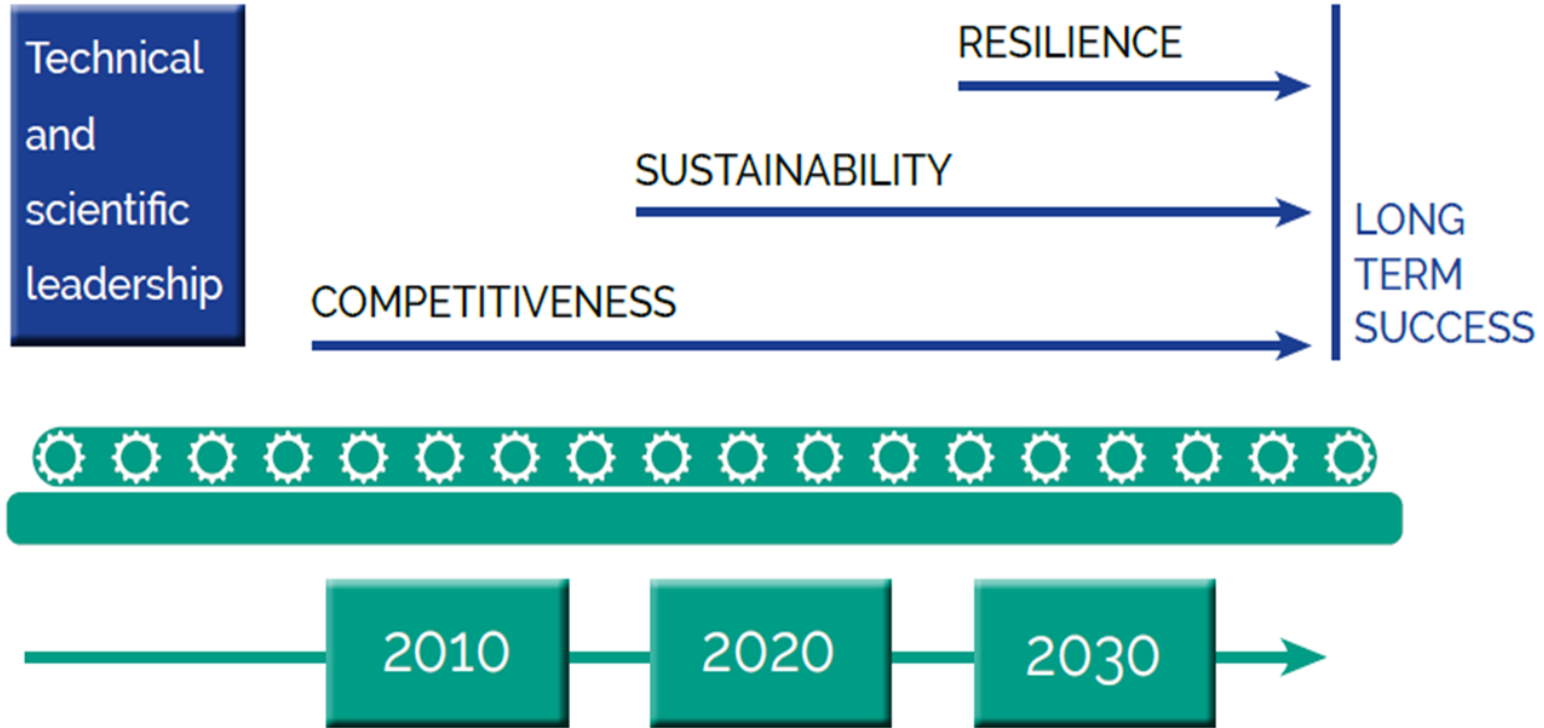 Technical
and
scientific
leadership
RESILIENCE
SUSTAINABILITY
COMPETITIVENESS
LONG
TERM
SUCCESS
2010
2020
2030